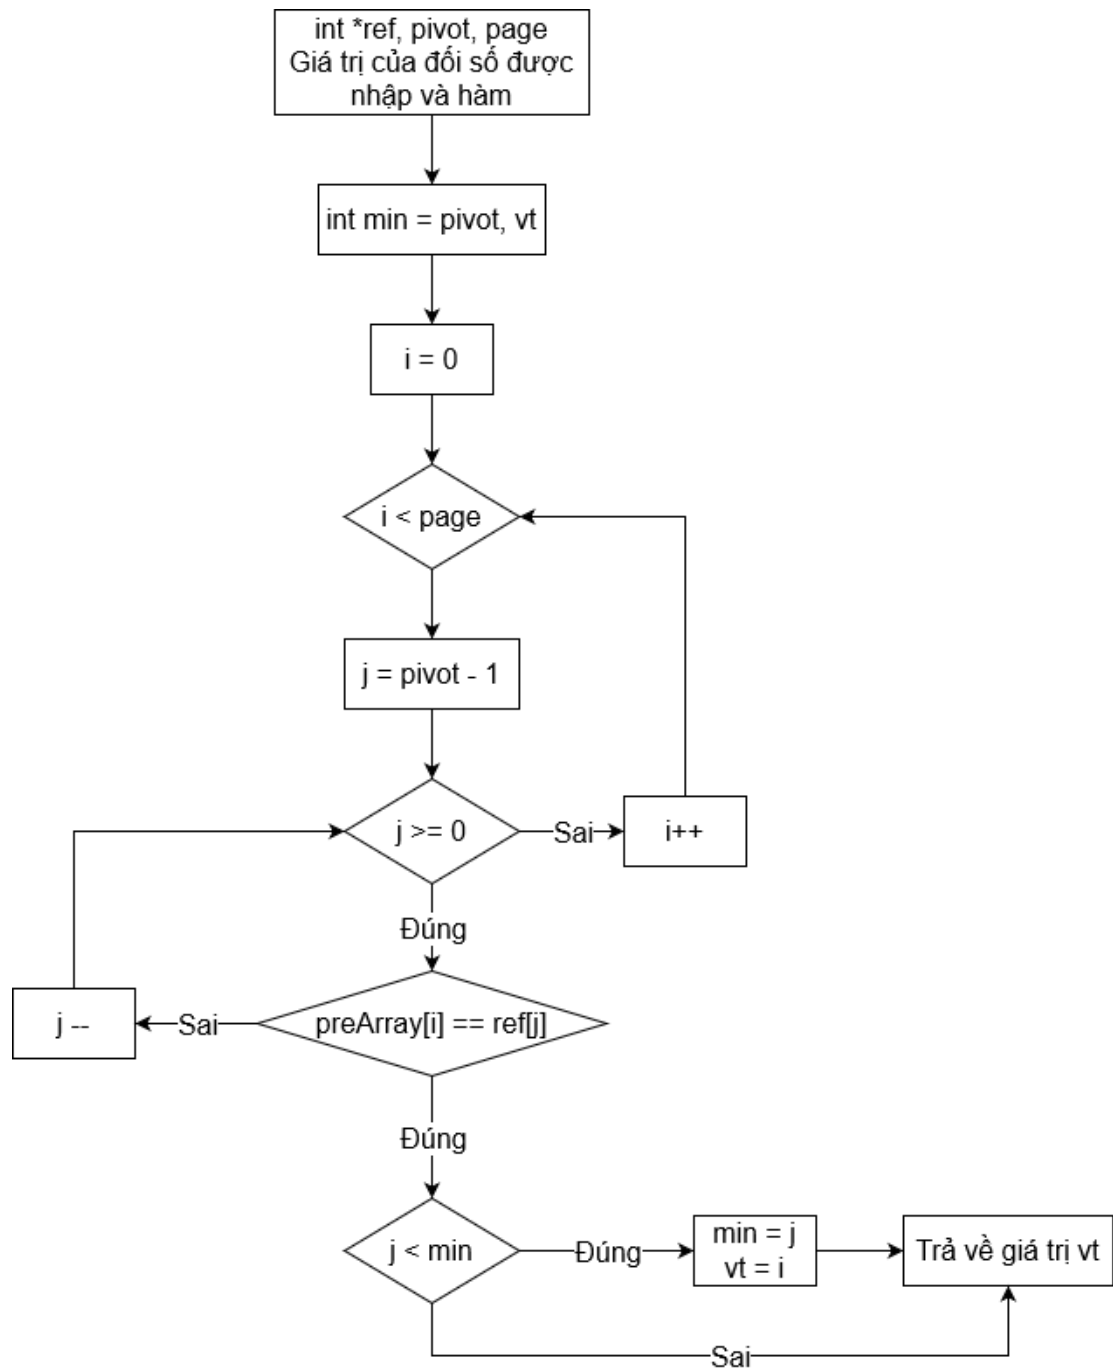 int *ref, pivot, page
Giá trị của đối số được
nhập và hàm
int min = pivot, vt
i = 0
i < page
j = pivot - 1
j >= 0
Sai
i++
Đúng
preArray[i] == ref[j]
Sai
j --
Đúng
j < min
Đúng
min = j
vt = i
Trả về giá trị vt
Sai